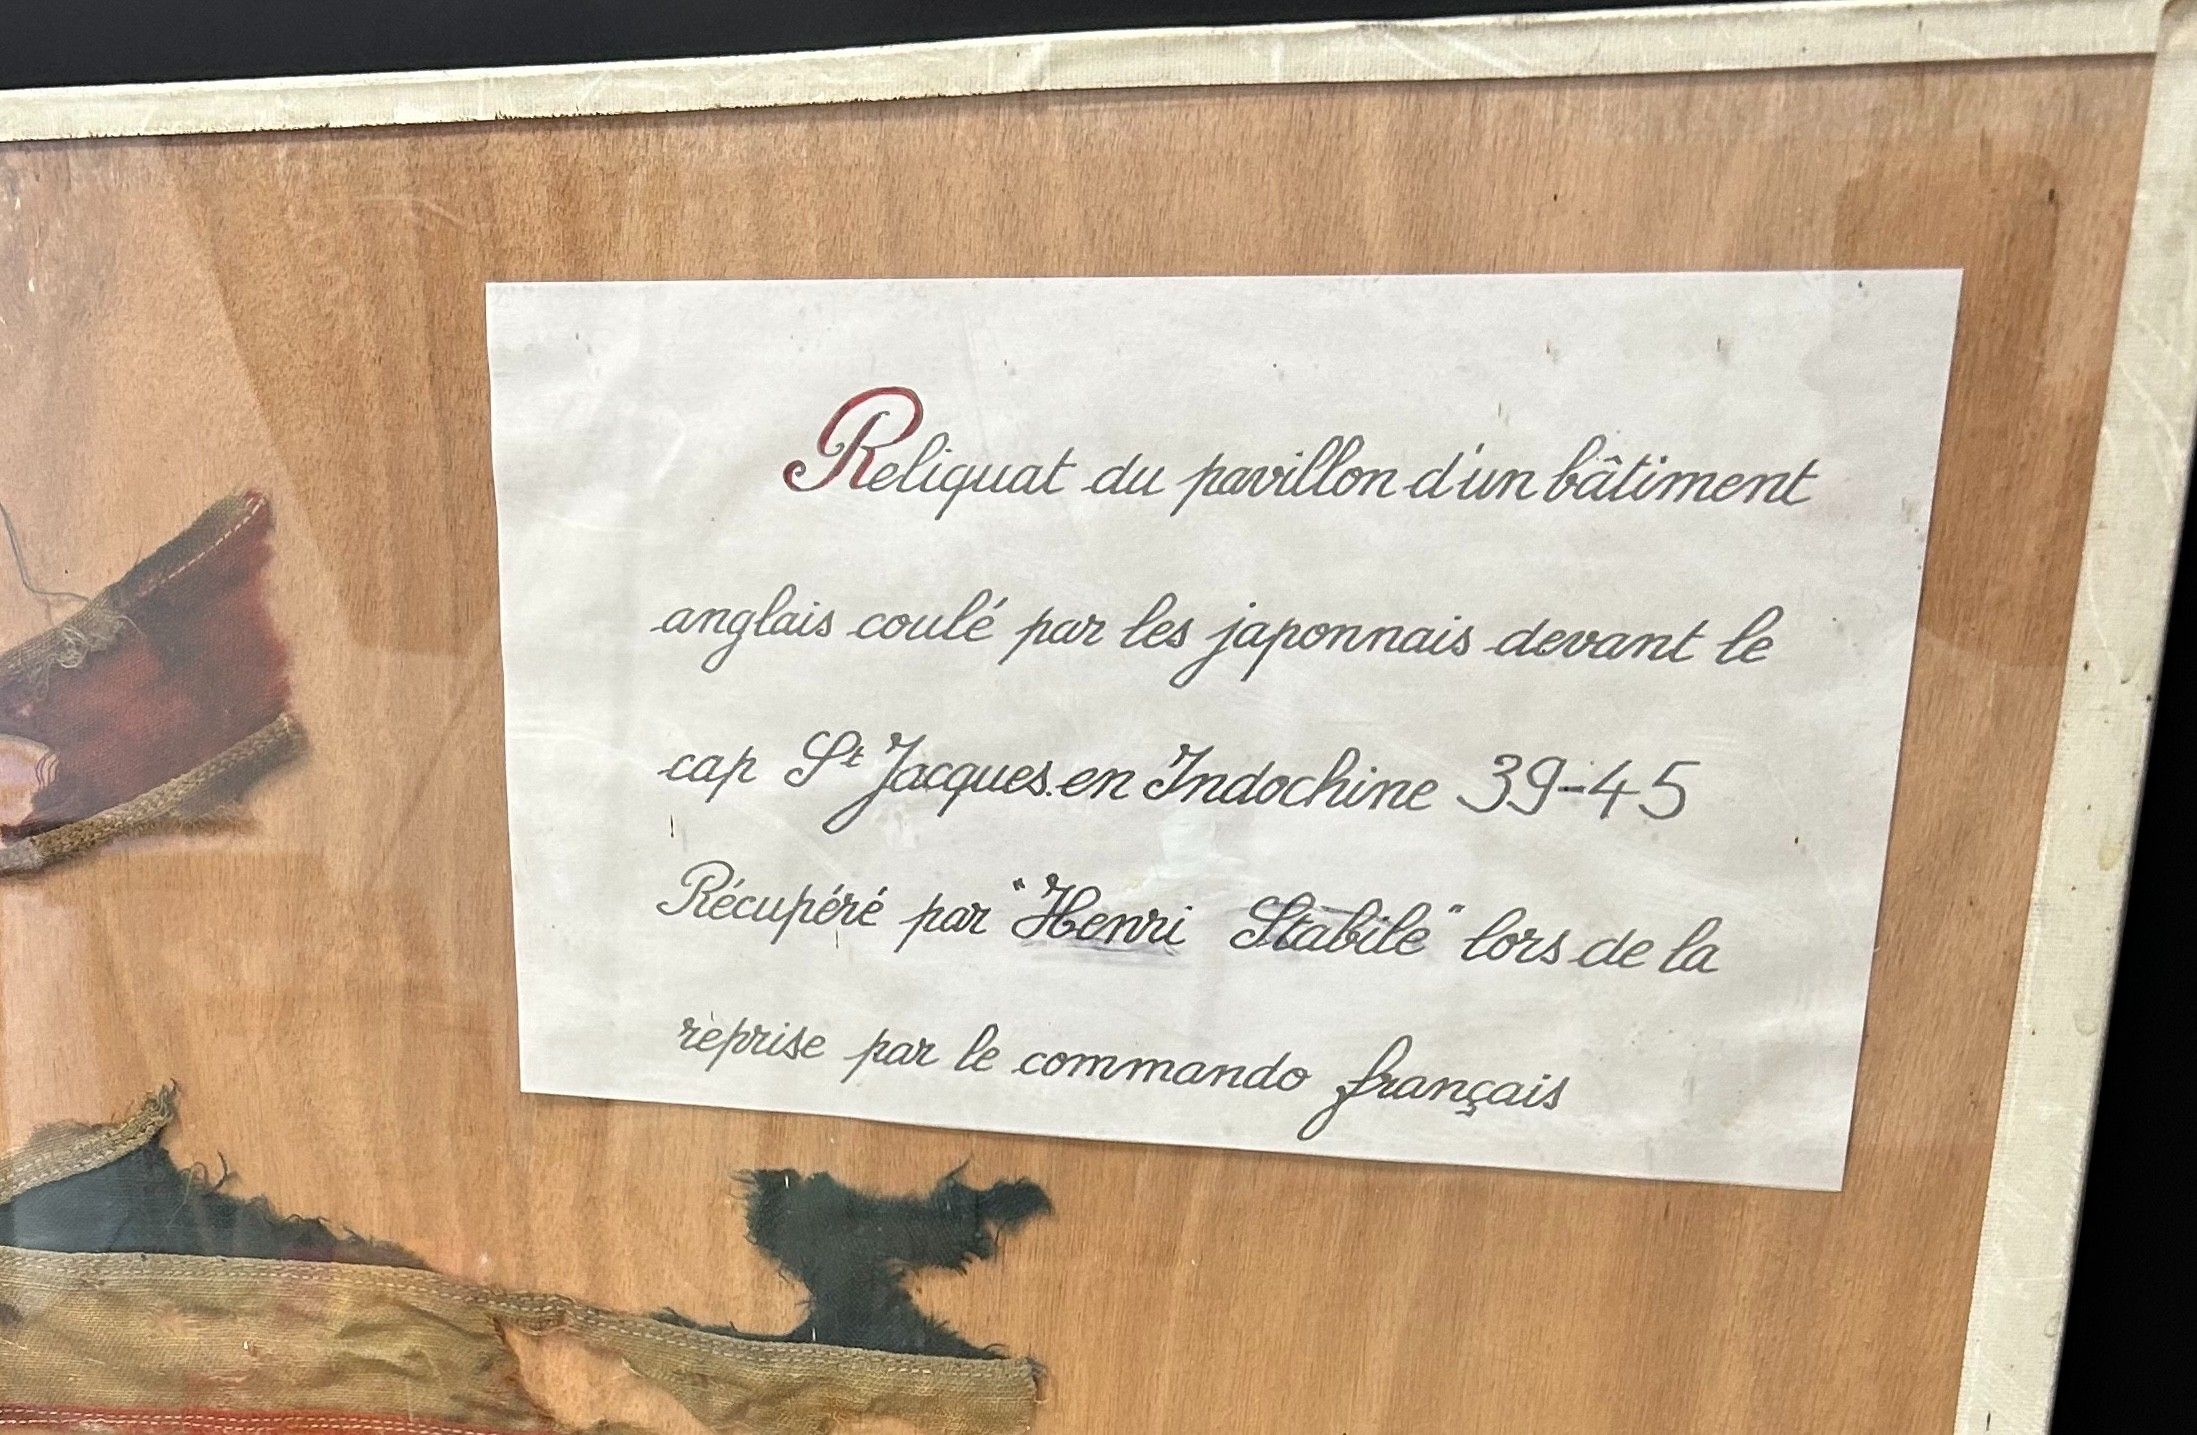 Reliquat du pavillon d'un bâtiment
anglais coulé par les japonnais devant le
cap St Jacques en Indochine 39-45
Récupéré par "Henri Stabile" lors de la
reprise par le commando français